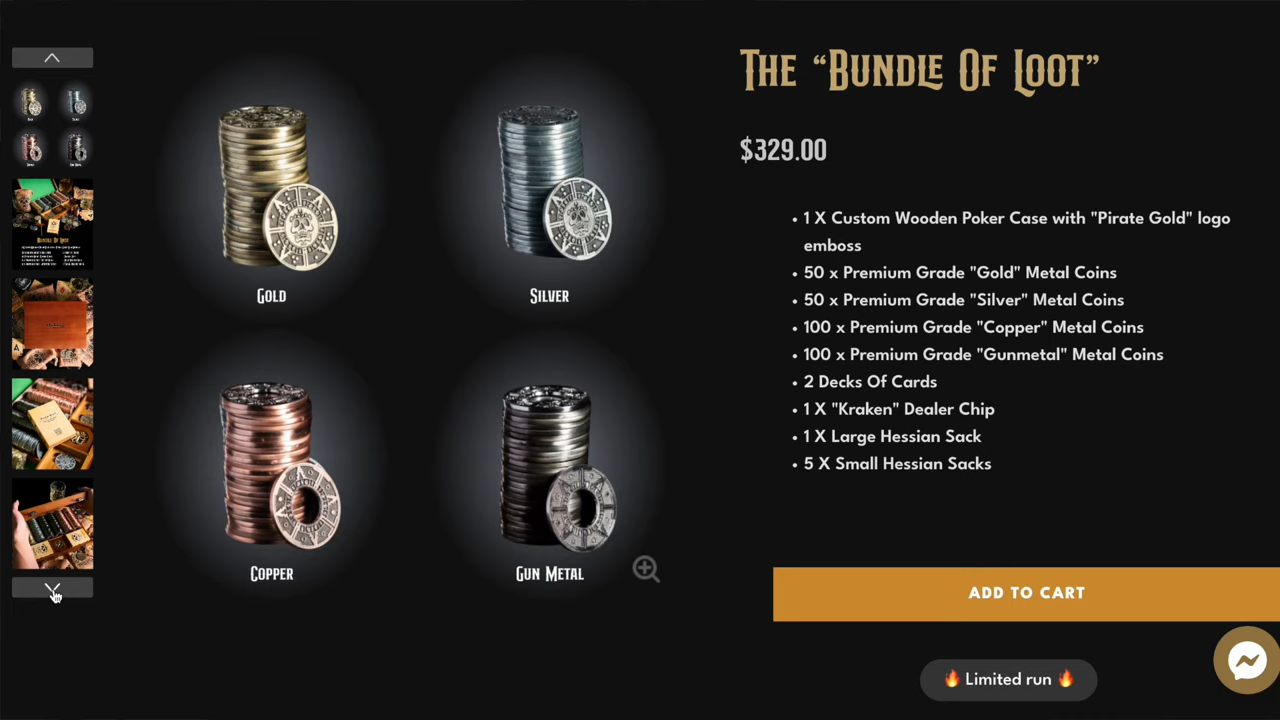 The “Bundle Of Loot”
$329.00
• 1 X Custom Wooden Poker Case with "Pirate Gold" logo
emboss
• 50 x Premium Grade "Gold" Metal Coins
• 50 x Premium Grade "Silver" Metal Coins
• 100 x Premium Grade "Copper" Metal Coins
• 100 x Premium Grade "Gunmetal" Metal Coins
• 2 Decks Of Cards
• 1 X "Kraken" Dealer Chip
• 1 X Large Hessian Sack
• 5 X Small Hessian Sacks
Gold
Silver
Copper
Gun Metal
Bundle Of Loot
ADD TO CART
🔥 Limited run 🔥